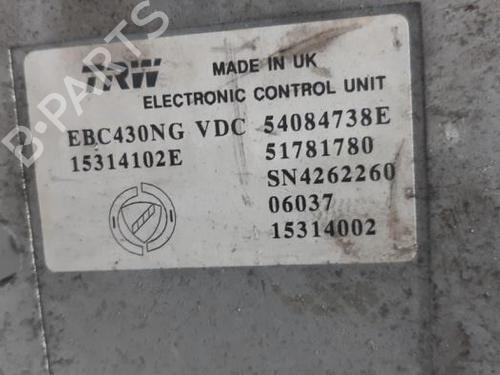 TRW MADE IN UK
ELECTRONIC CONTROL UNIT
EBC430NG VDC 54084738E
15314102E 51781780
SN4262260
06037
15314002
B-PARTS